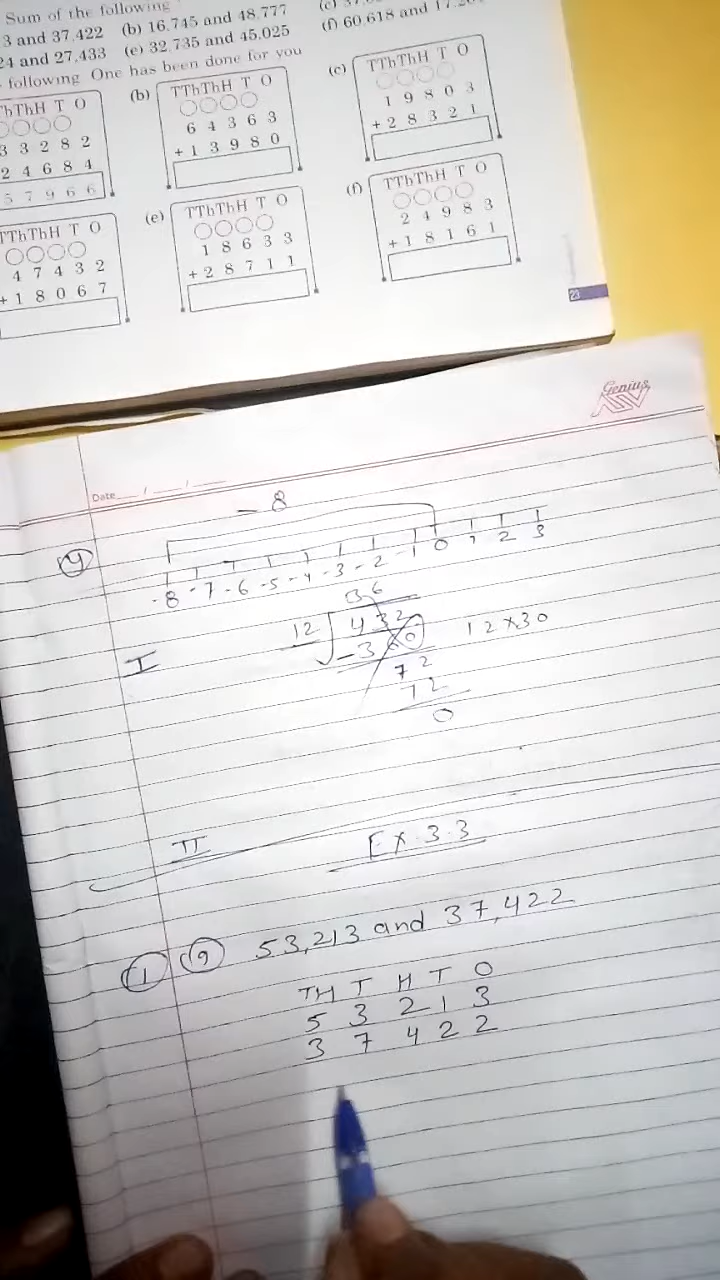 Sum of the following
3 and 37,422 (b) 16,745 and 48,777 (c)
24 and 27,433 (e) 32,735 and 45,025 (f) 60,618 and
following One has been done for you
ThThH T O
3 3 2 8 2
2 4 6 8 4
5 7 9 6 6
(b) TThThH T O
6 4 3 6 3
+ 1 3 9 8 0
(c) TThThH T O
1 9 8 0 3
+ 2 8 3 2 1
TThThH T O
4 7 4 3 2
+ 1 8 0 6 7
(e) TThThH T O
1 8 6 3 3
+ 2 8 7 1 1
(f) TThThH T O
2 4 9 8 3
+ 1 8 1 6 1
23
Genius
Date / /
- 8
-8 -7 -6 -5 -4 -3 -2 -1 0 1 2 3
I
36
12 432 12×30
-360
72
72
0
II
Ex 3.3
1 53,213 and 37,422
TH T H T O
5 3 2 1 3
3 7 4 2 2